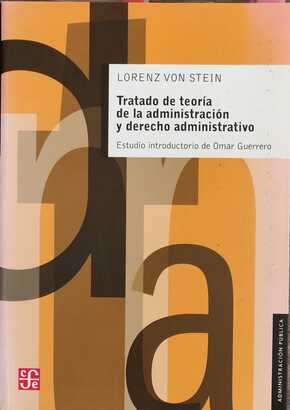 LORENZ VON STEIN
Tratado de teoría
de la administración
y derecho administrativo
Estudio introductorio de Omar Guerrero
ADMINISTRACIÓN PÚBLICA